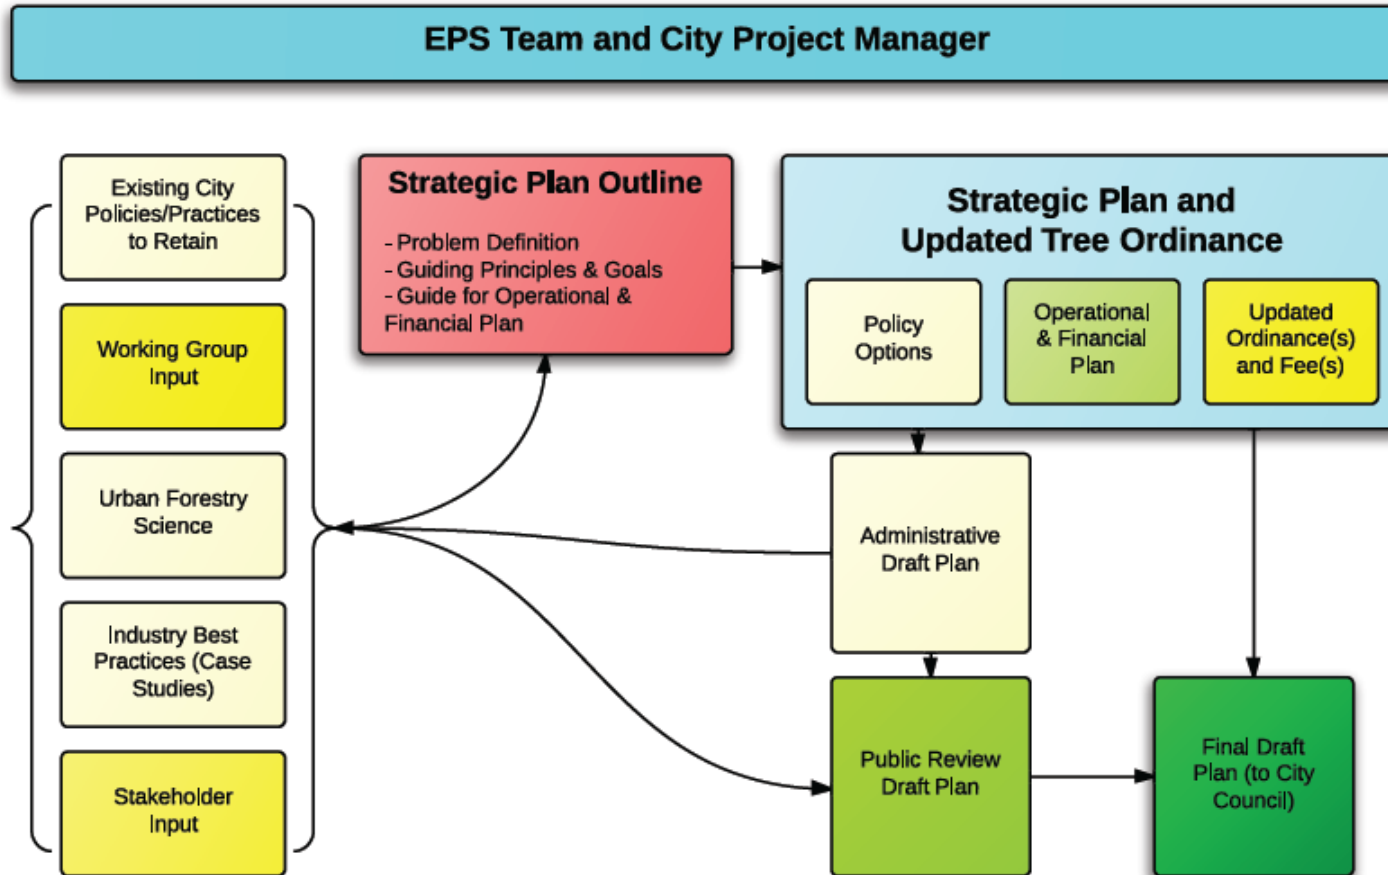 EPS Team and City Project Manager
Existing City
Policies/Practices
to Retain
Working Group
Input
Urban Forestry
Science
Industry Best
Practices (Case
Studies)
Stakeholder
Input
Strategic Plan Outline
- Problem Definition
- Guiding Principles & Goals
- Guide for Operational &
Financial Plan
Strategic Plan and
Updated Tree Ordinance
Policy
Options
Operational
& Financial
Plan
Updated
Ordinance(s)
and Fee(s)
Administrative
Draft Plan
Public Review
Draft Plan
Final Draft
Plan (to City
Council)